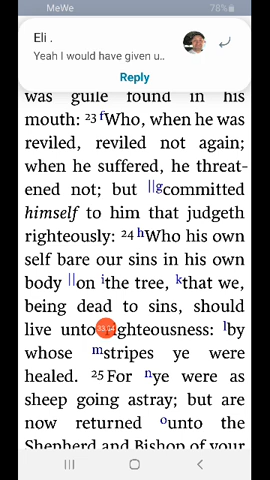 MeWe 78%
Eli .
Yeah I would have given u..
Reply
was guile found in his
mouth: 23 fWho, when he was
reviled, reviled not again;
when he suffered, he threat-
ened not; but ||gcommitted
himself to him that judgeth
righteously: 24 hWho his own
self bare our sins in his own
body ||on ithe tree, kthat we,
being dead to sins, should
live unto righteousness: lby
whose mstripes ye were
healed. 25 For nye were as
sheep going astray; but are
now returned ounto the
Shepherd and Bishop of your